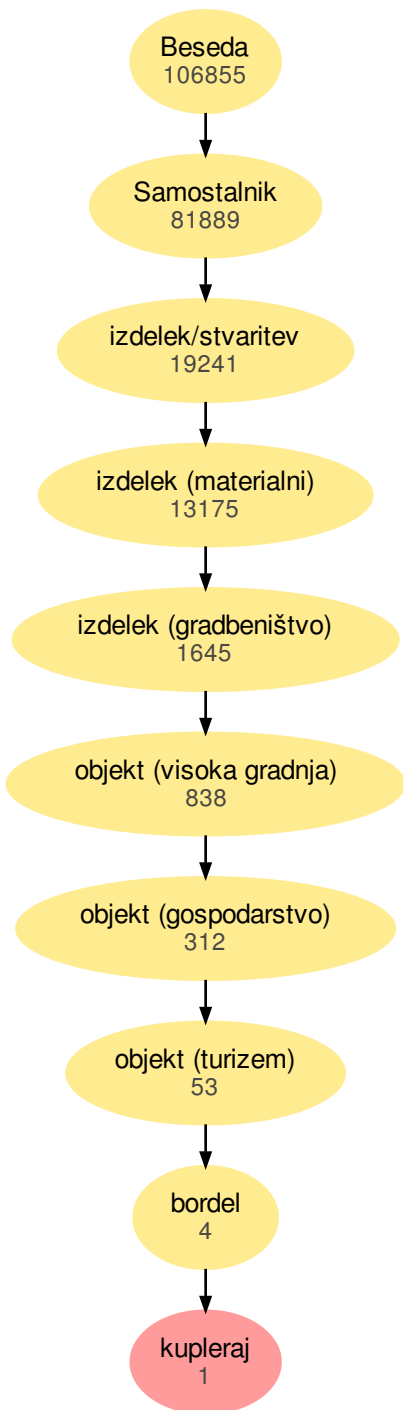 Beseda
106855
Samostalnik
81889
izdelek/stvaritev
19241
izdelek (materialni)
13175
izdelek (gradbeništvo)
1645
objekt (visoka gradnja)
838
objekt (gospodarstvo)
312
objekt (turizem)
53
bordel
4
kupleraj
1